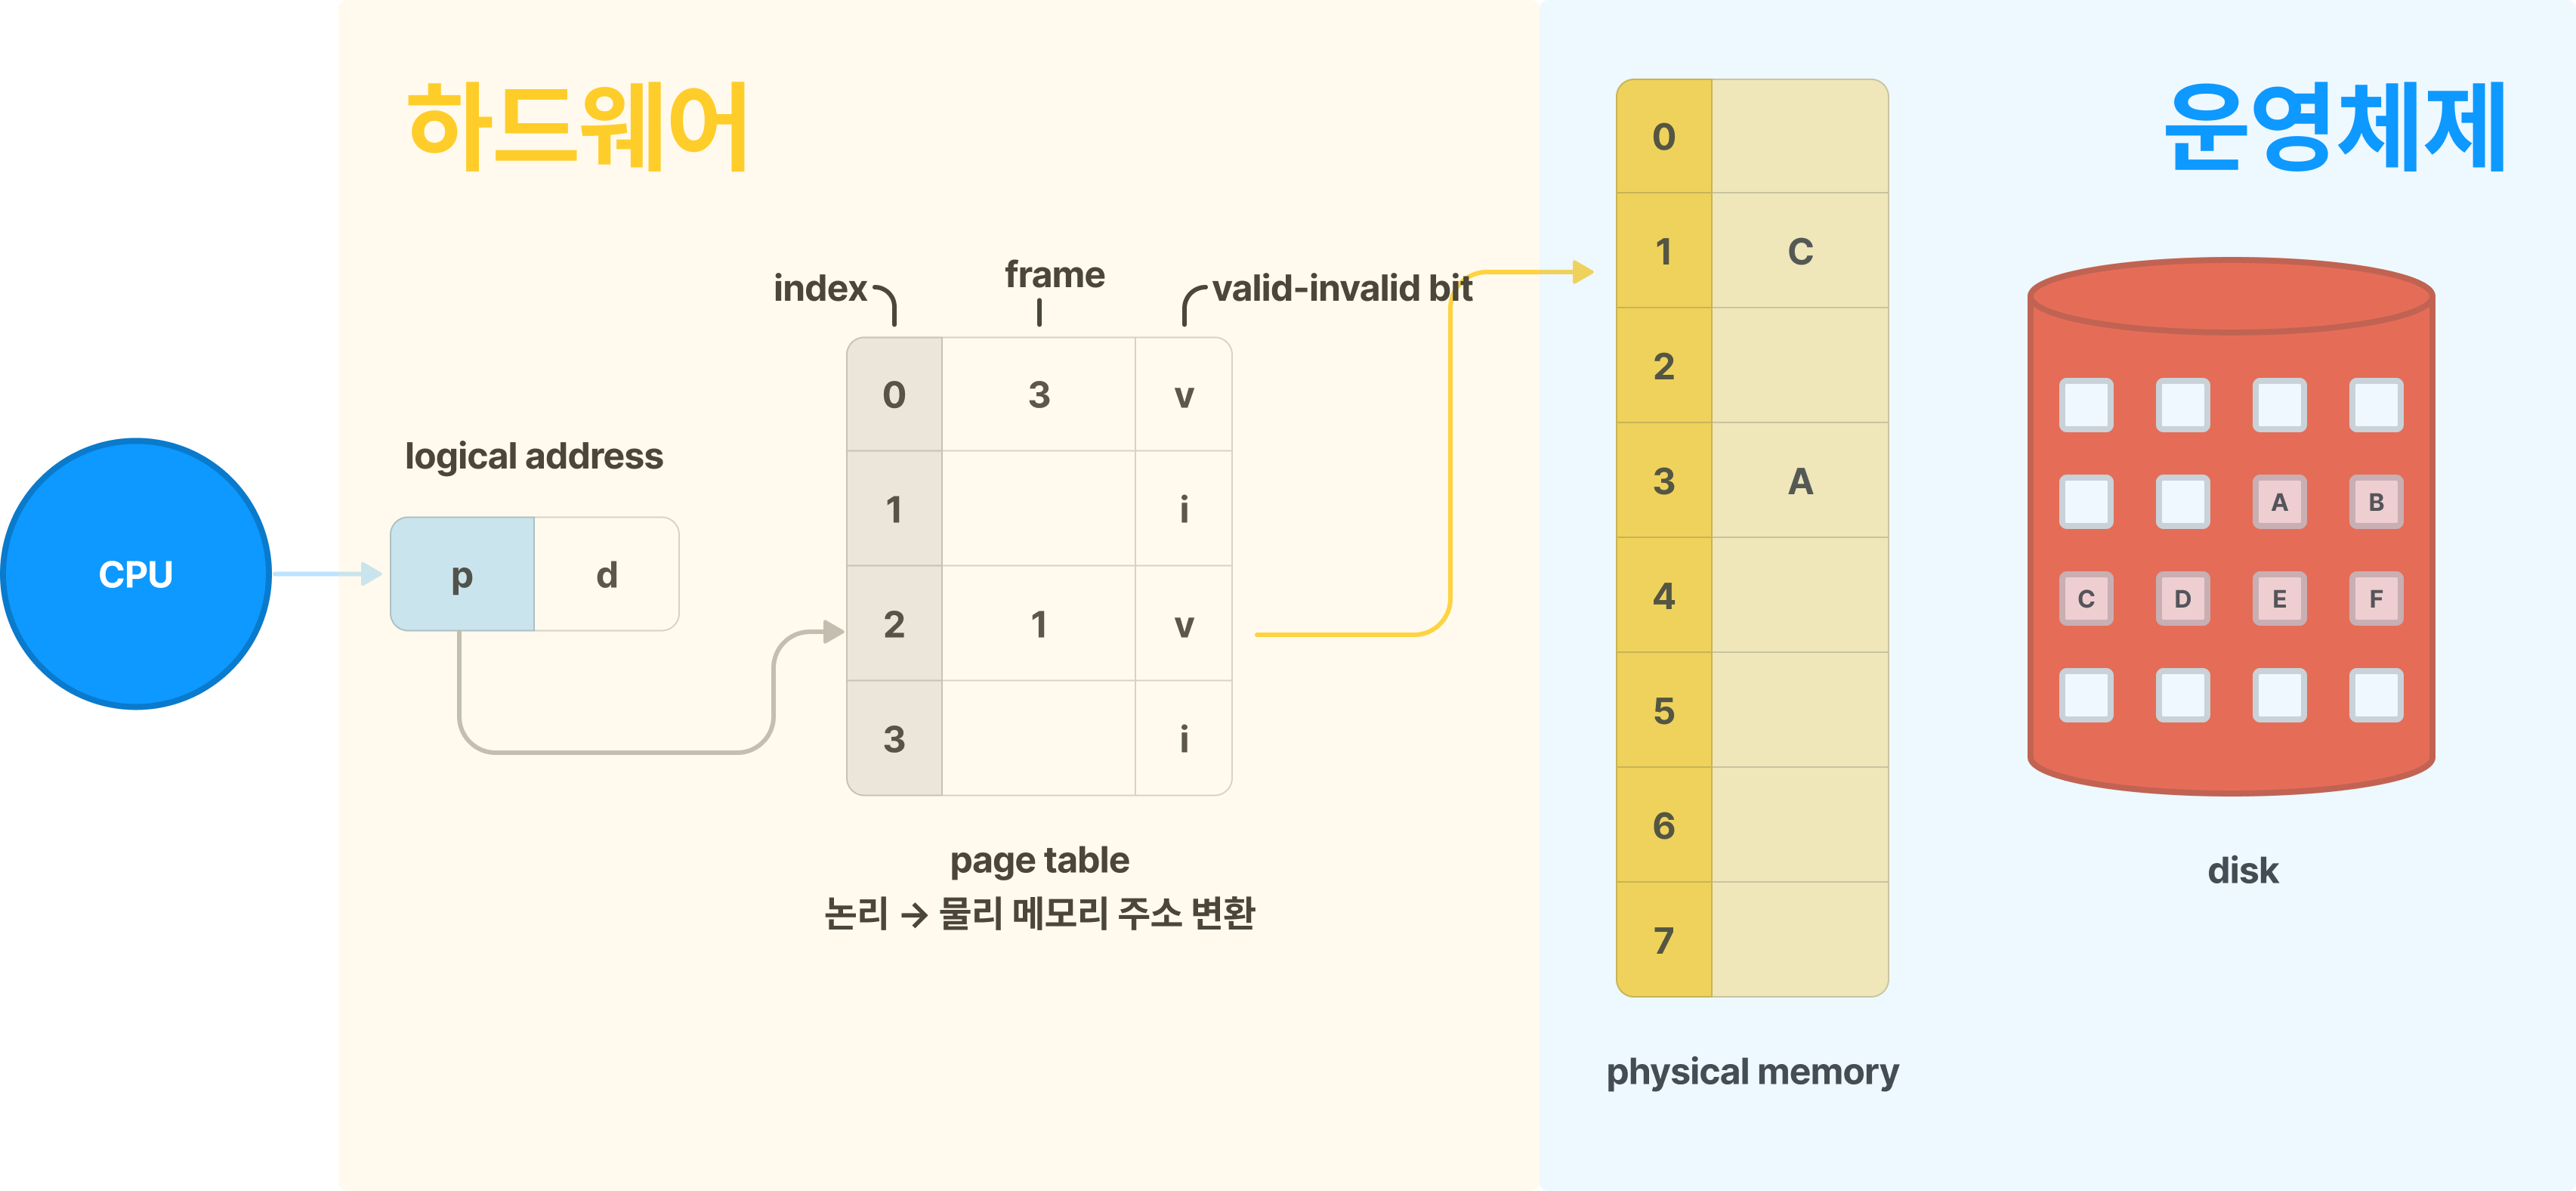 하드웨어
운영체제
CPU
logical address
p d
index
frame
valid-invalid bit
0 3 v
1 i
2 1 v
3 i
page table
논리 → 물리 메모리 주소 변환
0
1 C
2
3 A
4
5
6
7
physical memory
A B
C D E F
disk